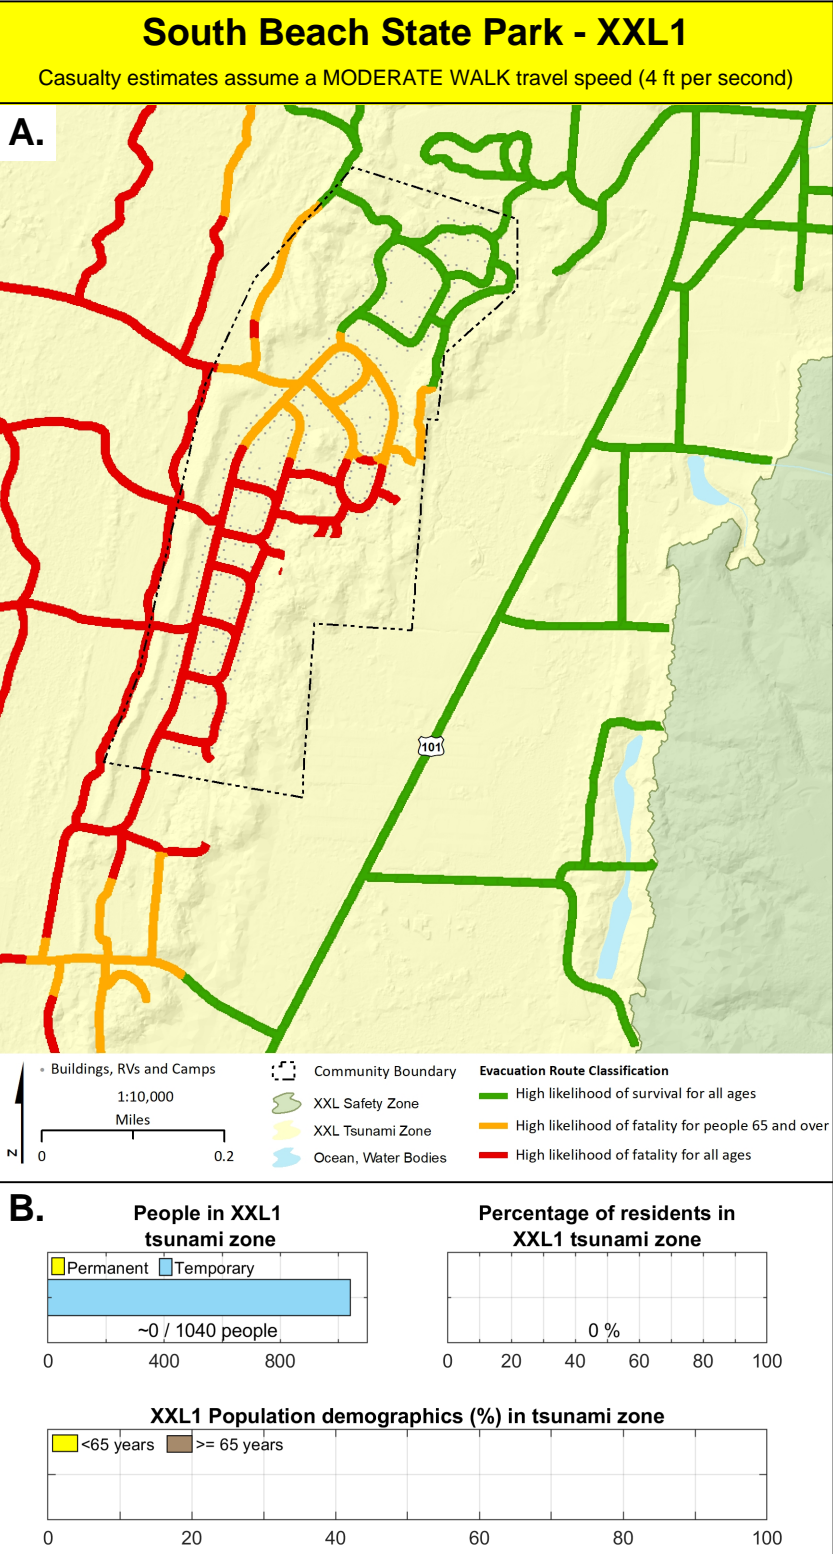 South Beach State Park - XXL1
Casualty estimates assume a MODERATE WALK travel speed (4 ft per second)
A.
101
N
Buildings, RVs and Camps
1:10,000
Miles
0 0.2
Community Boundary
XXL Safety Zone
XXL Tsunami Zone
Ocean, Water Bodies
Evacuation Route Classification
High likelihood of survival for all ages
High likelihood of fatality for people 65 and over
High likelihood of fatality for all ages
B.
People in XXL1
tsunami zone
Permanent Temporary
~0 / 1040 people
0 400 800
Percentage of residents in
XXL1 tsunami zone
0 %
0 20 40 60 80 100
XXL1 Population demographics (%) in tsunami zone
<65 years >= 65 years
0 20 40 60 80 100